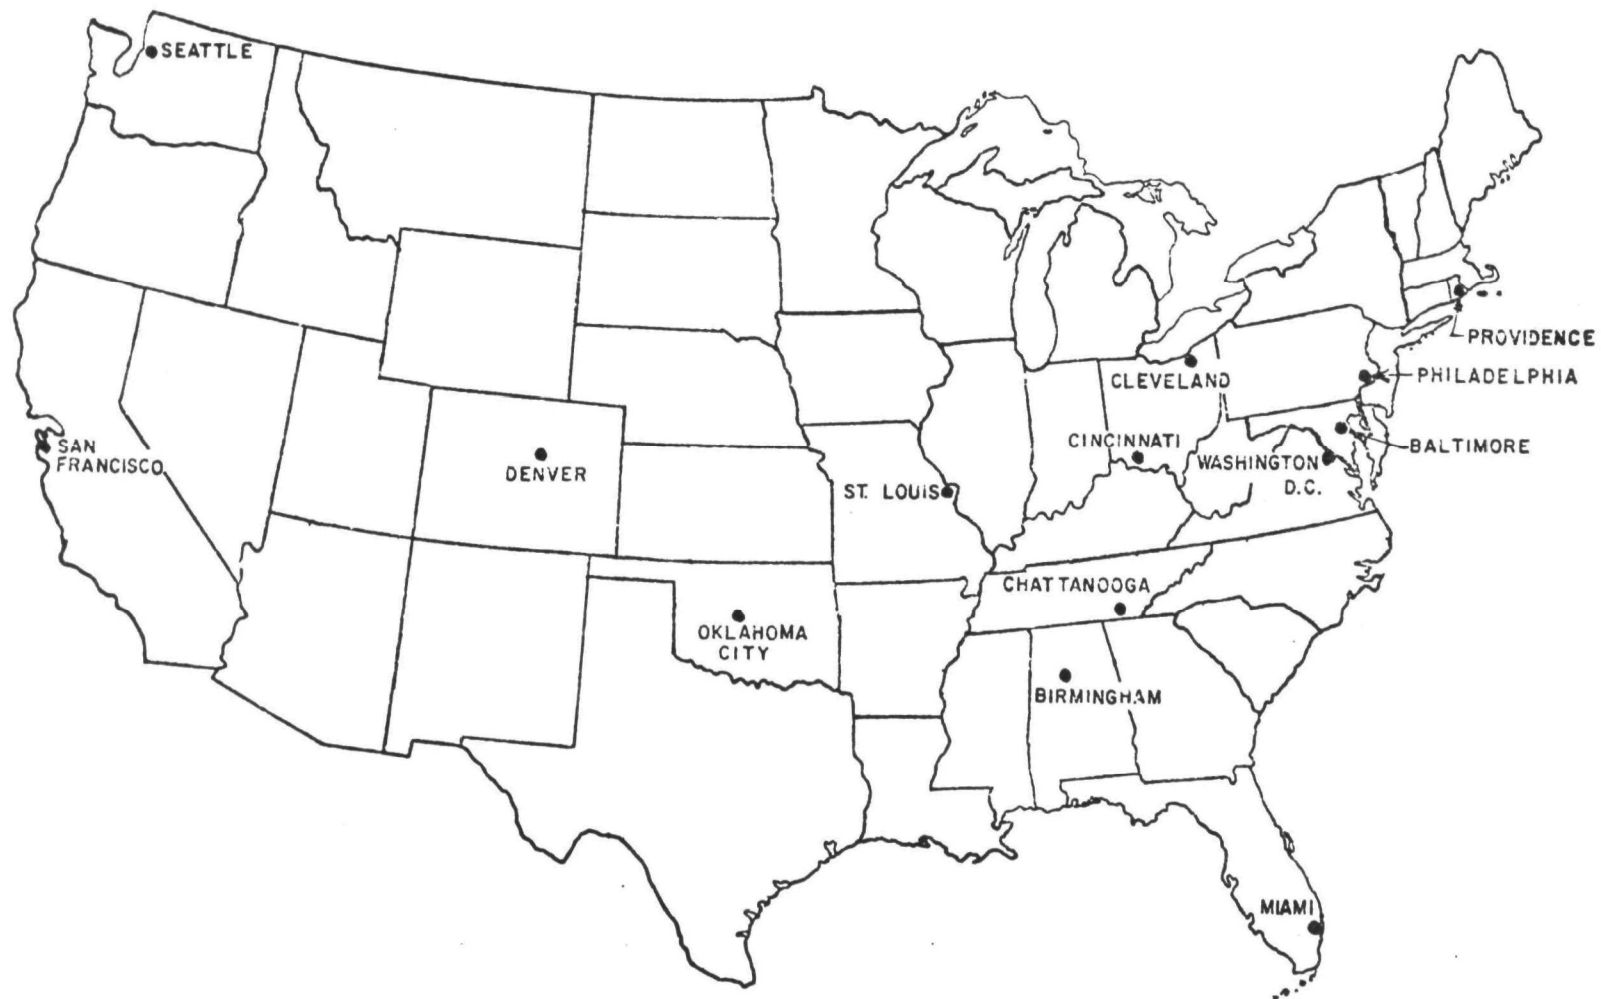 SEATTLE
PROVIDENCE
CLEVELAND
PHILADELPHIA
SAN
FRANCISCO
CINCINNATI
BALTIMORE
DENVER
WASHINGTON
D.C.
ST. LOUIS
CHATTANOOGA
OKLAHOMA
CITY
BIRMINGHAM
MIAMI